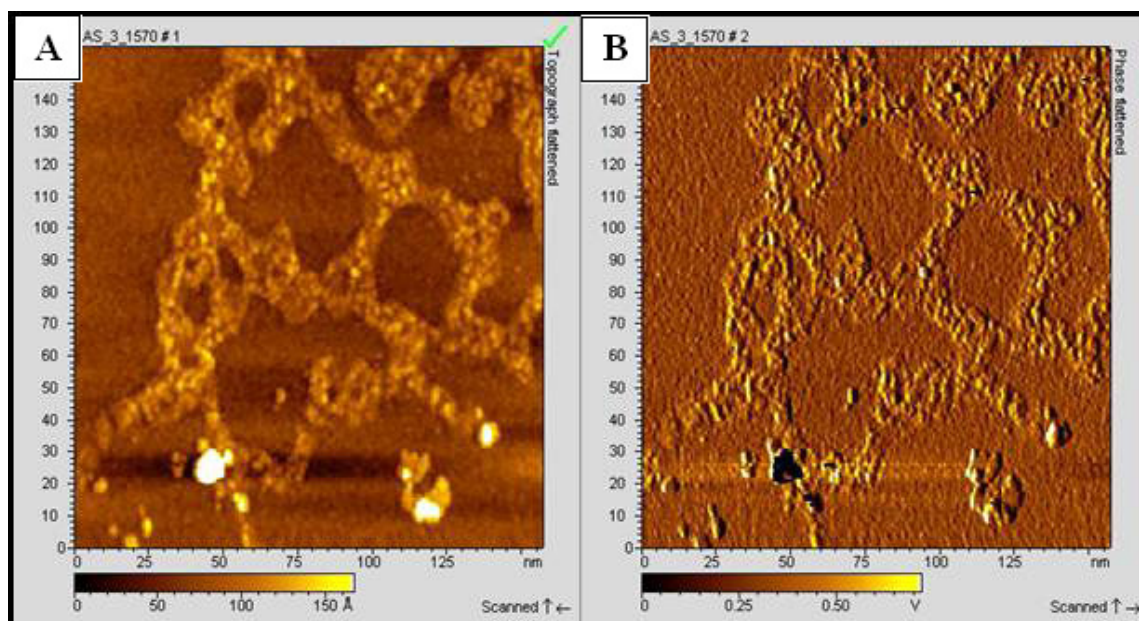 A
AS_3_1570 # 1
Topograph flattened
140
130
120
110
100
90
80
70
60
50
40
30
20
10
0
0 25 50 75 100 125 nm
0 50 100 150 Å
Scanned ↑ ←
B
AS_3_1570 # 2
Phase flattened
140
130
120
110
100
90
80
70
60
50
40
30
20
10
0
0 25 50 75 100 125 nm
0 0.25 0.50 V
Scanned ↑ →